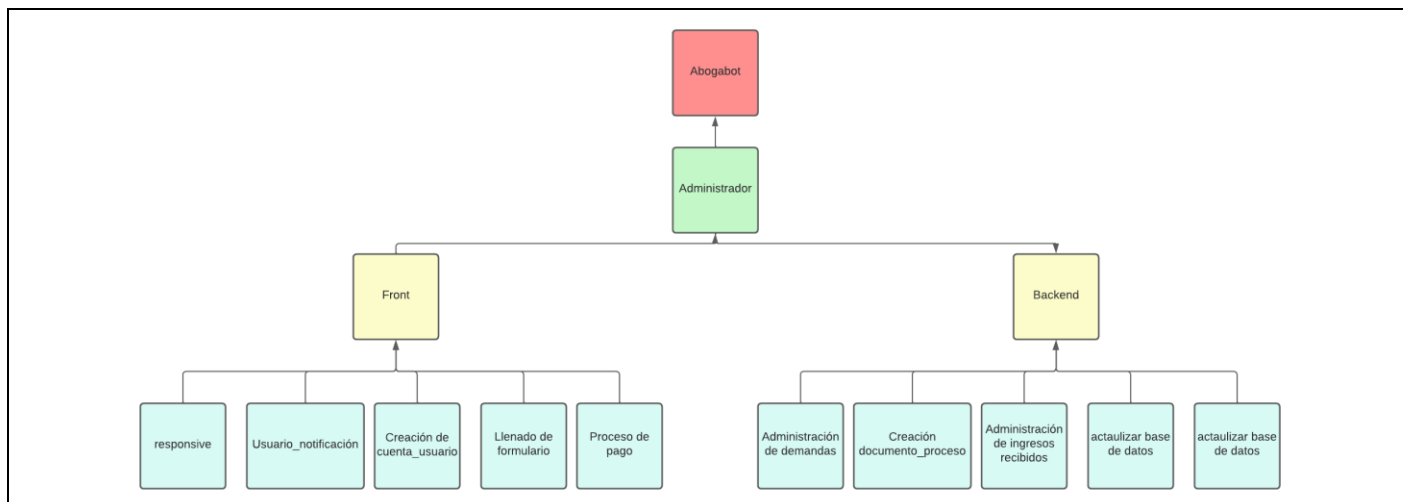 Abogabot
Administrador
Front
Backend
responsive
Usuario_notificación
Creación de
cuenta_usuario
Llenado de
formulario
Proceso de
pago
Administración
de demandas
Creación
documento_proceso
Administración
de ingresos
recibidos
actaulizar base
de datos
actaulizar base
de datos